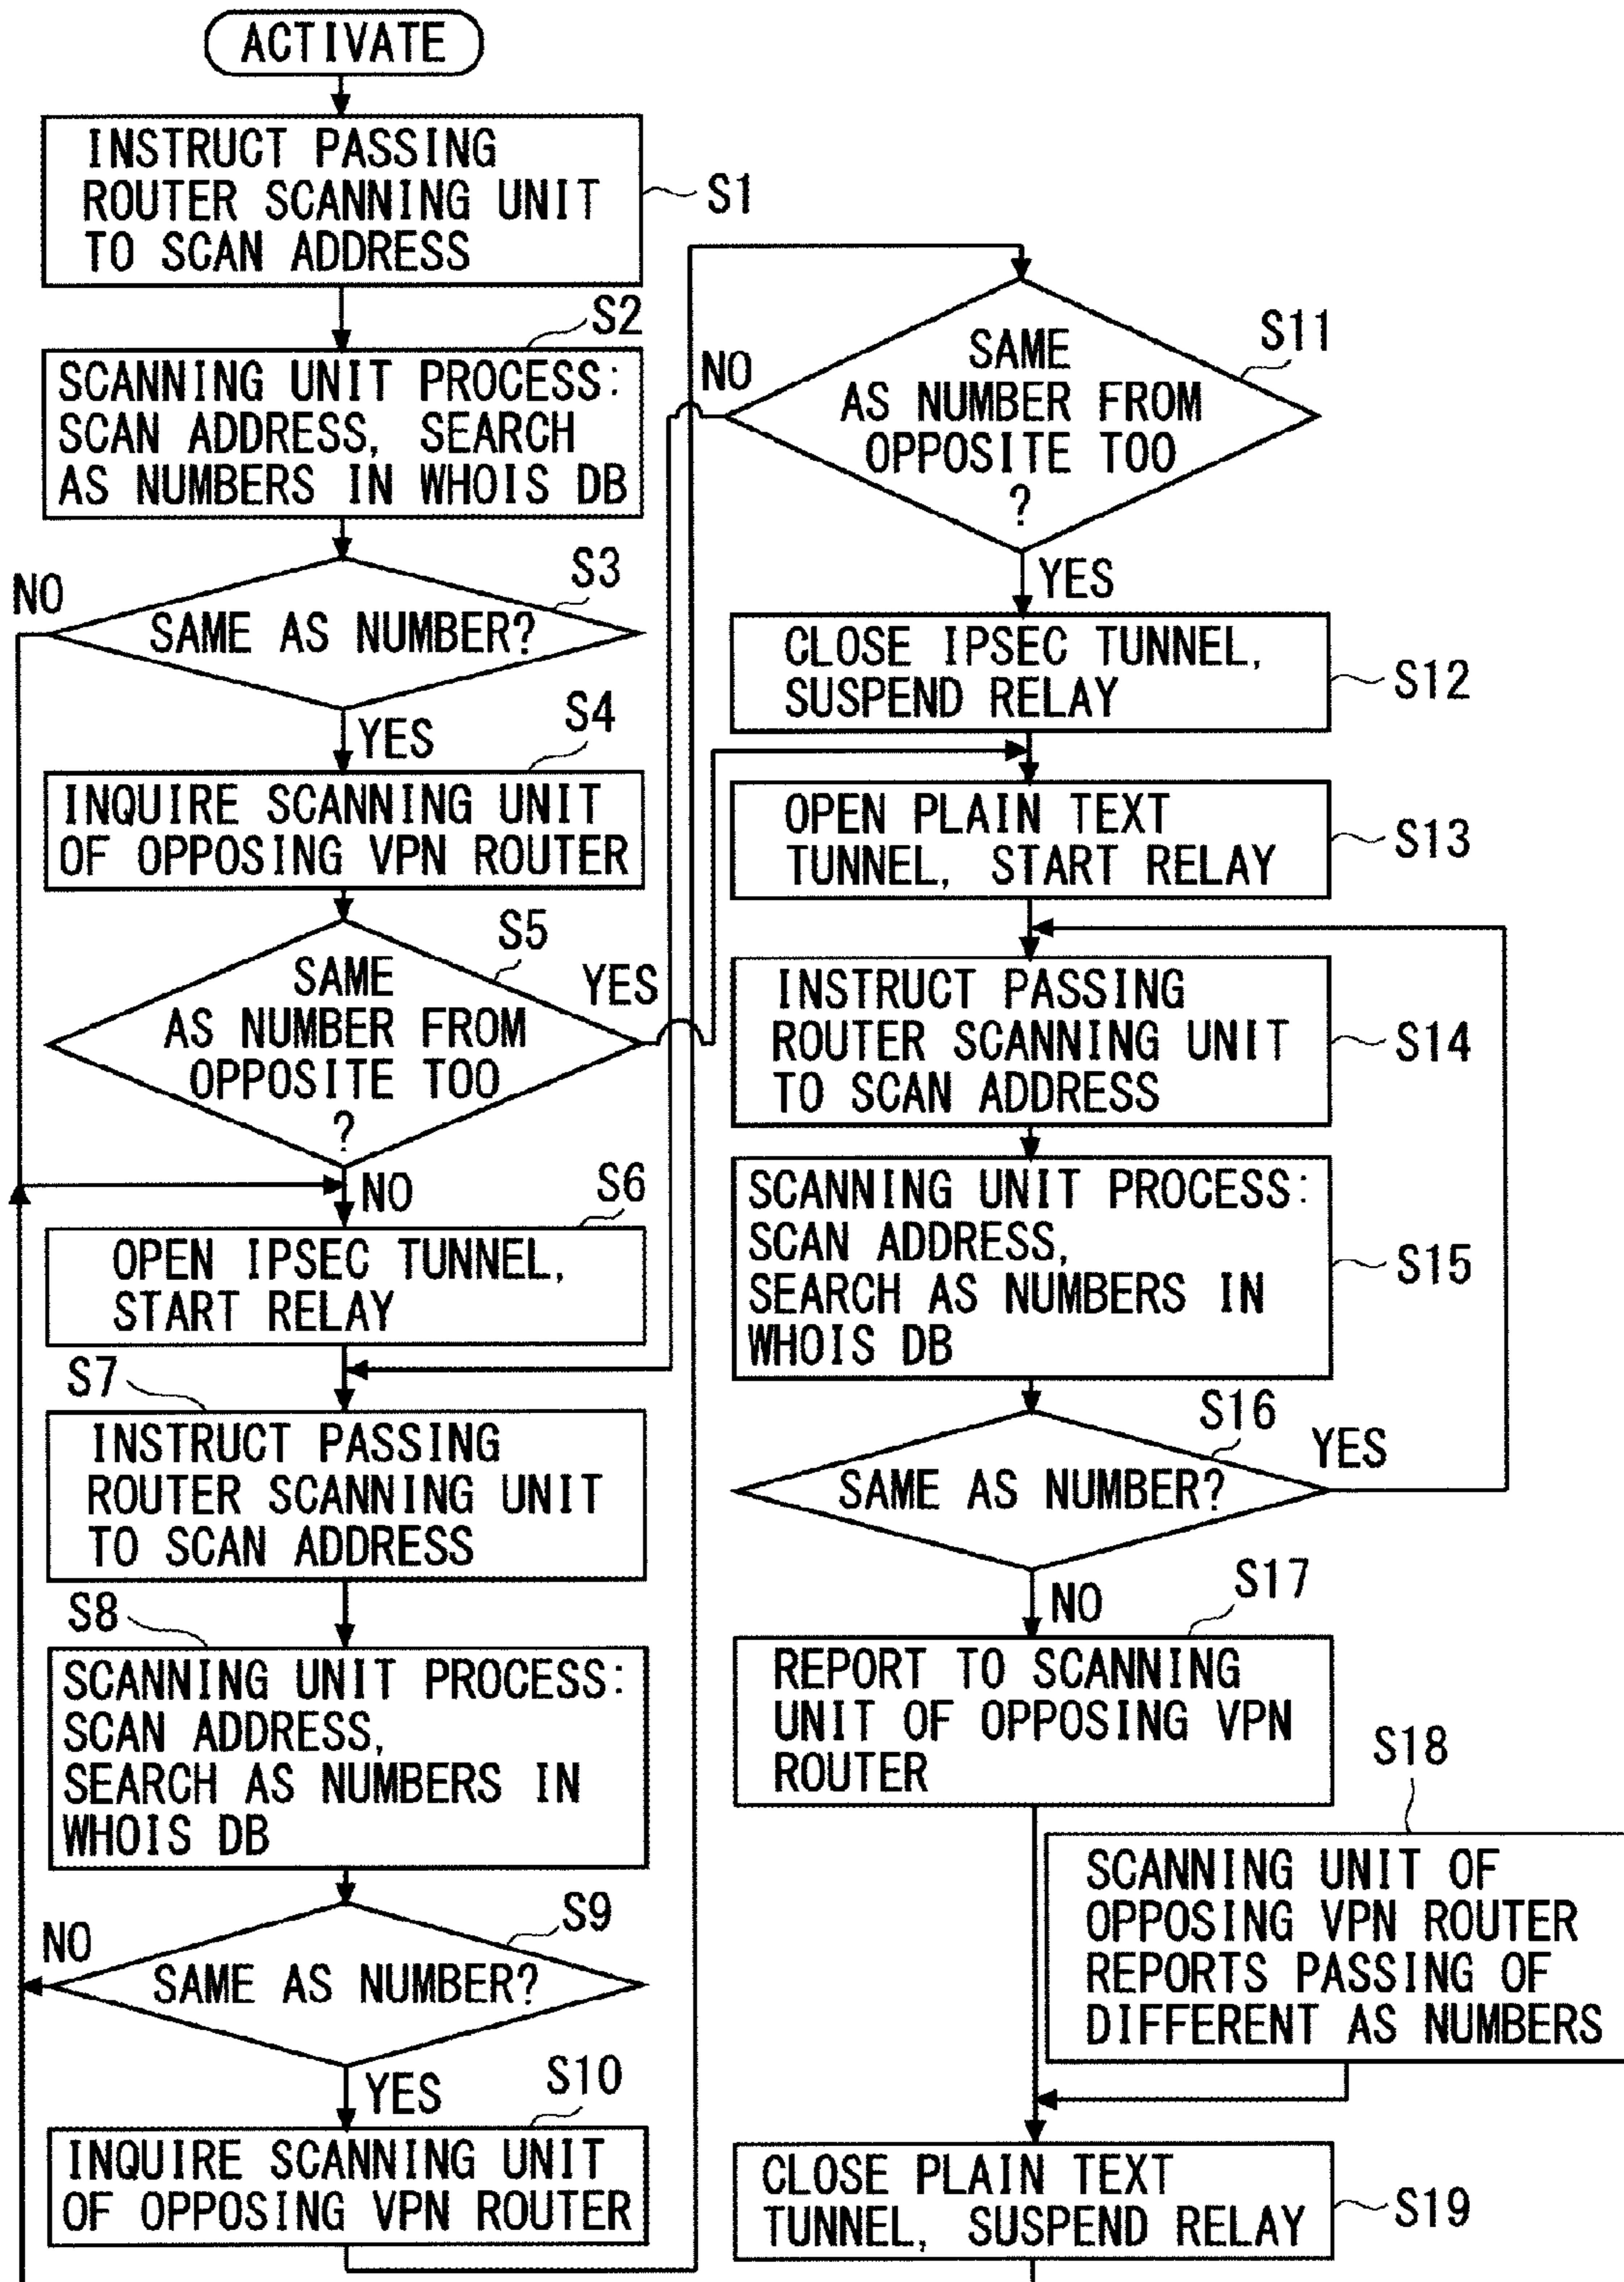 ACTIVATE
INSTRUCT PASSING
ROUTER SCANNING UNIT
TO SCAN ADDRESS
S1
S2
SCANNING UNIT PROCESS:
SCAN ADDRESS, SEARCH
AS NUMBERS IN WHOIS DB
S3
NO
SAME AS NUMBER?
YES
S4
INQUIRE SCANNING UNIT
OF OPPOSING VPN ROUTER
S5
SAME
AS NUMBER FROM
OPPOSITE TOO
?
YES
NO
S6
OPEN IPSEC TUNNEL,
START RELAY
S7
INSTRUCT PASSING
ROUTER SCANNING UNIT
TO SCAN ADDRESS
S8
SCANNING UNIT PROCESS:
SCAN ADDRESS,
SEARCH AS NUMBERS IN
WHOIS DB
S9
NO
SAME AS NUMBER?
YES
S10
INQUIRE SCANNING UNIT
OF OPPOSING VPN ROUTER
S11
NO
SAME
AS NUMBER FROM
OPPOSITE TOO
?
YES
CLOSE IPSEC TUNNEL,
SUSPEND RELAY
S12
OPEN PLAIN TEXT
TUNNEL, START RELAY
S13
INSTRUCT PASSING
ROUTER SCANNING UNIT
TO SCAN ADDRESS
S14
SCANNING UNIT PROCESS:
SCAN ADDRESS,
SEARCH AS NUMBERS IN
WHOIS DB
S15
S16
YES
SAME AS NUMBER?
NO
S17
REPORT TO SCANNING
UNIT OF OPPOSING VPN
ROUTER
S18
SCANNING UNIT OF
OPPOSING VPN ROUTER
REPORTS PASSING OF
DIFFERENT AS NUMBERS
CLOSE PLAIN TEXT
TUNNEL, SUSPEND RELAY
S19